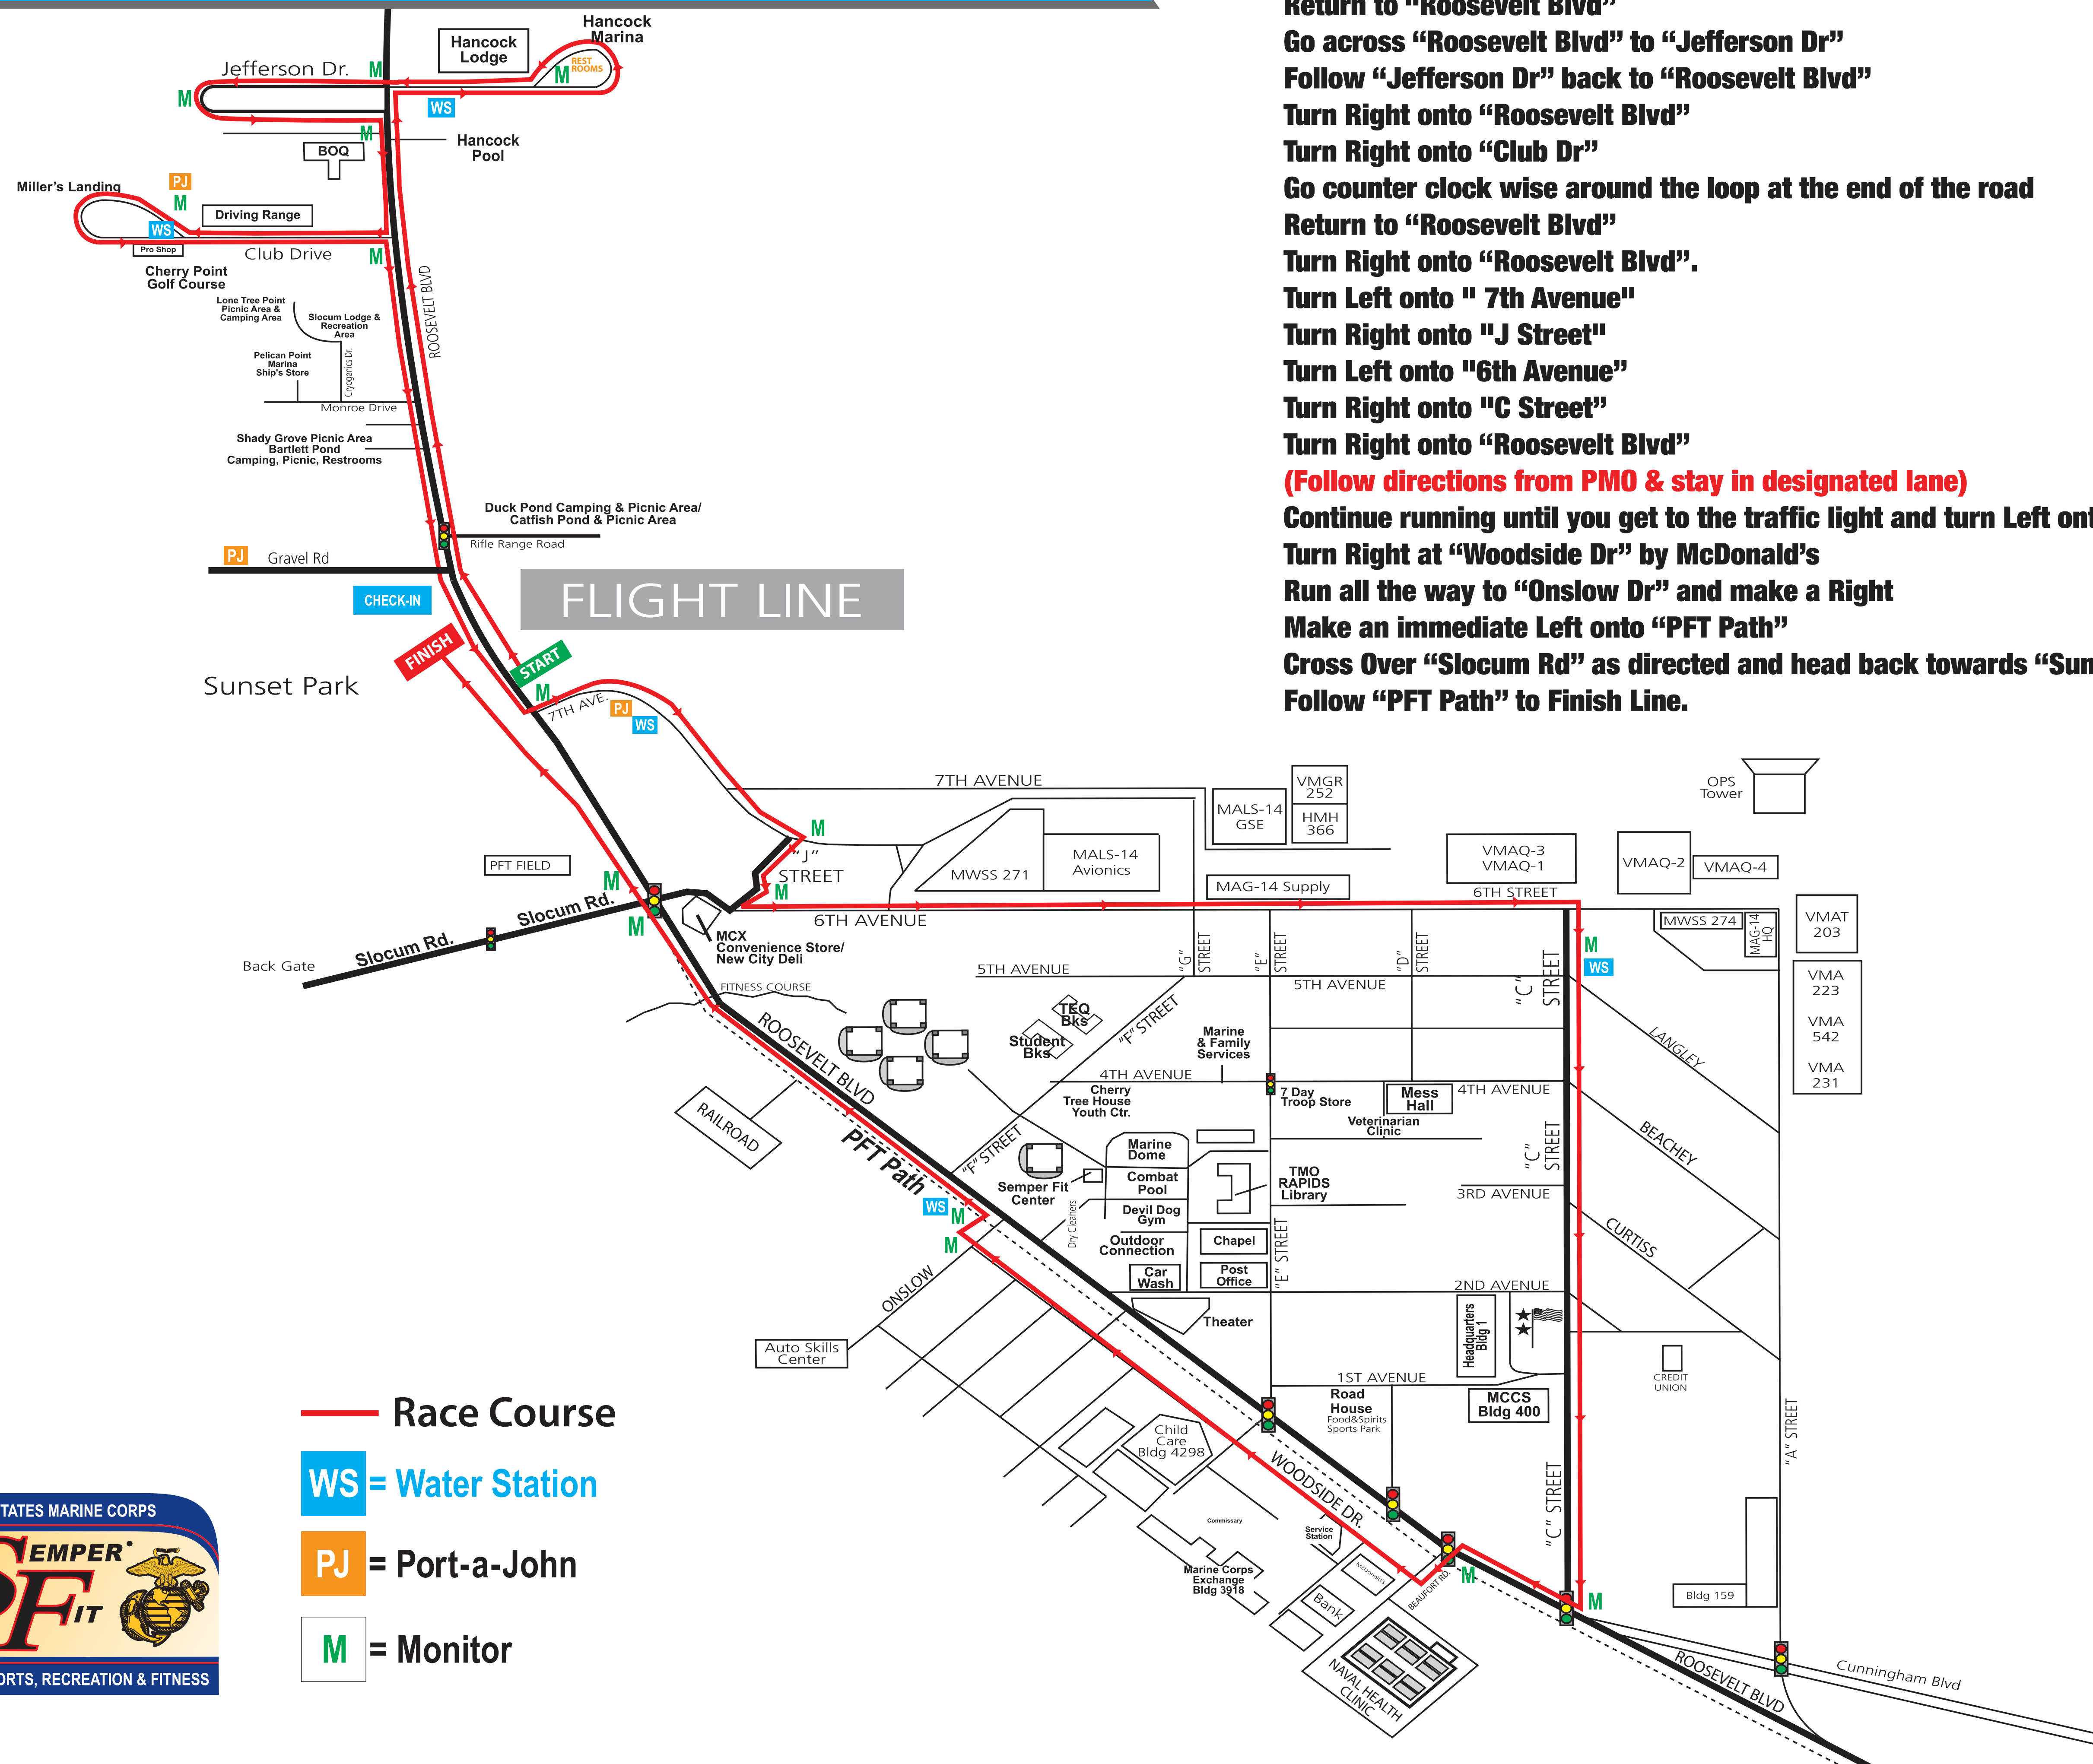 Return to "Roosevelt Blvd”
Go across “Roosevelt Blvd” to “Jefferson Dr”
Follow “Jefferson Dr” back to “Roosevelt Blvd”
Turn Right onto “Roosevelt Blvd”
Turn Right onto “Club Dr”
Go counter clock wise around the loop at the end of the road
Return to “Roosevelt Blvd”
Turn Right onto “Roosevelt Blvd”.
Turn Left onto " 7th Avenue"
Turn Right onto "J Street"
Turn Left onto "6th Avenue”
Turn Right onto "C Street”
Turn Right onto “Roosevelt Blvd”
(Follow directions from PMO & stay in designated lane)
Continue running until you get to the traffic light and turn Left ont
Turn Right at “Woodside Dr” by McDonald’s
Run all the way to “Onslow Dr” and make a Right
Make an immediate Left onto “PFT Path”
Cross Over “Slocum Rd” as directed and head back towards “Sun
Follow “PFT Path” to Finish Line.
Hancock
Marina
Hancock
Lodge
REST
ROOMS
M
Jefferson Dr.
M
M
WS
M
Hancock
Pool
BOQ
Miller’s Landing
PJ
M
Driving Range
WS
Pro Shop
Club Drive
M
Cherry Point
Golf Course
ROOSEVELT BLVD
Lone Tree Point
Picnic Area &
Camping Area
Slocum Lodge &
Recreation
Area
Pelican Point
Marina
Ship’s Store
Cryogenics Dr.
Monroe Drive
Shady Grove Picnic Area
Bartlett Pond
Camping, Picnic, Restrooms
Duck Pond Camping & Picnic Area/
Catfish Pond & Picnic Area
Rifle Range Road
PJ
Gravel Rd
CHECK-IN
FLIGHT LINE
FINISH
START
Sunset Park
M
7TH AVE.
PJ
WS
7TH AVENUE
M
“J”
STREET
M
6TH AVENUE
PFT FIELD
M
Slocum Rd.
Slocum Rd.
M
Back Gate
MCX
Convenience Store/
New City Deli
MWSS 271
MALS-14
Avionics
MALS-14
GSE
VMGR
252
HMH
366
MAG-14 Supply
VMAQ-3
VMAQ-1
6TH STREET
OPS
Tower
VMAQ-2
VMAQ-4
MWSS 274
MAG-14
HQ
VMAT
203
VMA
223
VMA
542
VMA
231
M
WS
“G”
STREET
“E”
STREET
“D”
STREET
“C”
STREET
5TH AVENUE
5TH AVENUE
FITNESS COURSE
TEQ
Bks
Student
Bks
“F” STREET
Marine
& Family
Services
4TH AVENUE
4TH AVENUE
Cherry
Tree House
Youth Ctr.
7 Day
Troop Store
Mess
Hall
Veterinarian
Clinic
LANGLEY
BEACHEY
CURTISS
ROOSEVELT BLVD
RAILROAD
PFT Path
“F” STREET
Semper Fit
Center
Dry Cleaners
Marine
Dome
Combat
Pool
Devil Dog
Gym
Outdoor
Connection
Car
Wash
TMO
RAPIDS
Library
Chapel
Post
Office
“E” STREET
“C”
STREET
3RD AVENUE
2ND AVENUE
Theater
Headquarters
Bldg 1
WS
M
M
ONSLOW
Auto Skills
Center
1ST AVENUE
Road
House
Food&Spirits
Sports Park
MCCS
Bldg 400
CREDIT
UNION
“A” STREET
“C” STREET
Child
Care
Bldg 4298
WOODSIDE DR.
Commissary
Service
Station
Marine Corps
Exchange
Bldg 3918
McDonald’s
Bank
BEAUFORT RD.
M
M
NAVAL HEALTH
CLINIC
Bldg 159
ROOSEVELT BLVD
Cunningham Blvd
Race Course
WS = Water Station
PJ = Port-a-John
M = Monitor
TATES MARINE CORPS
SEMPER
FIT
ORTS, RECREATION & FITNESS